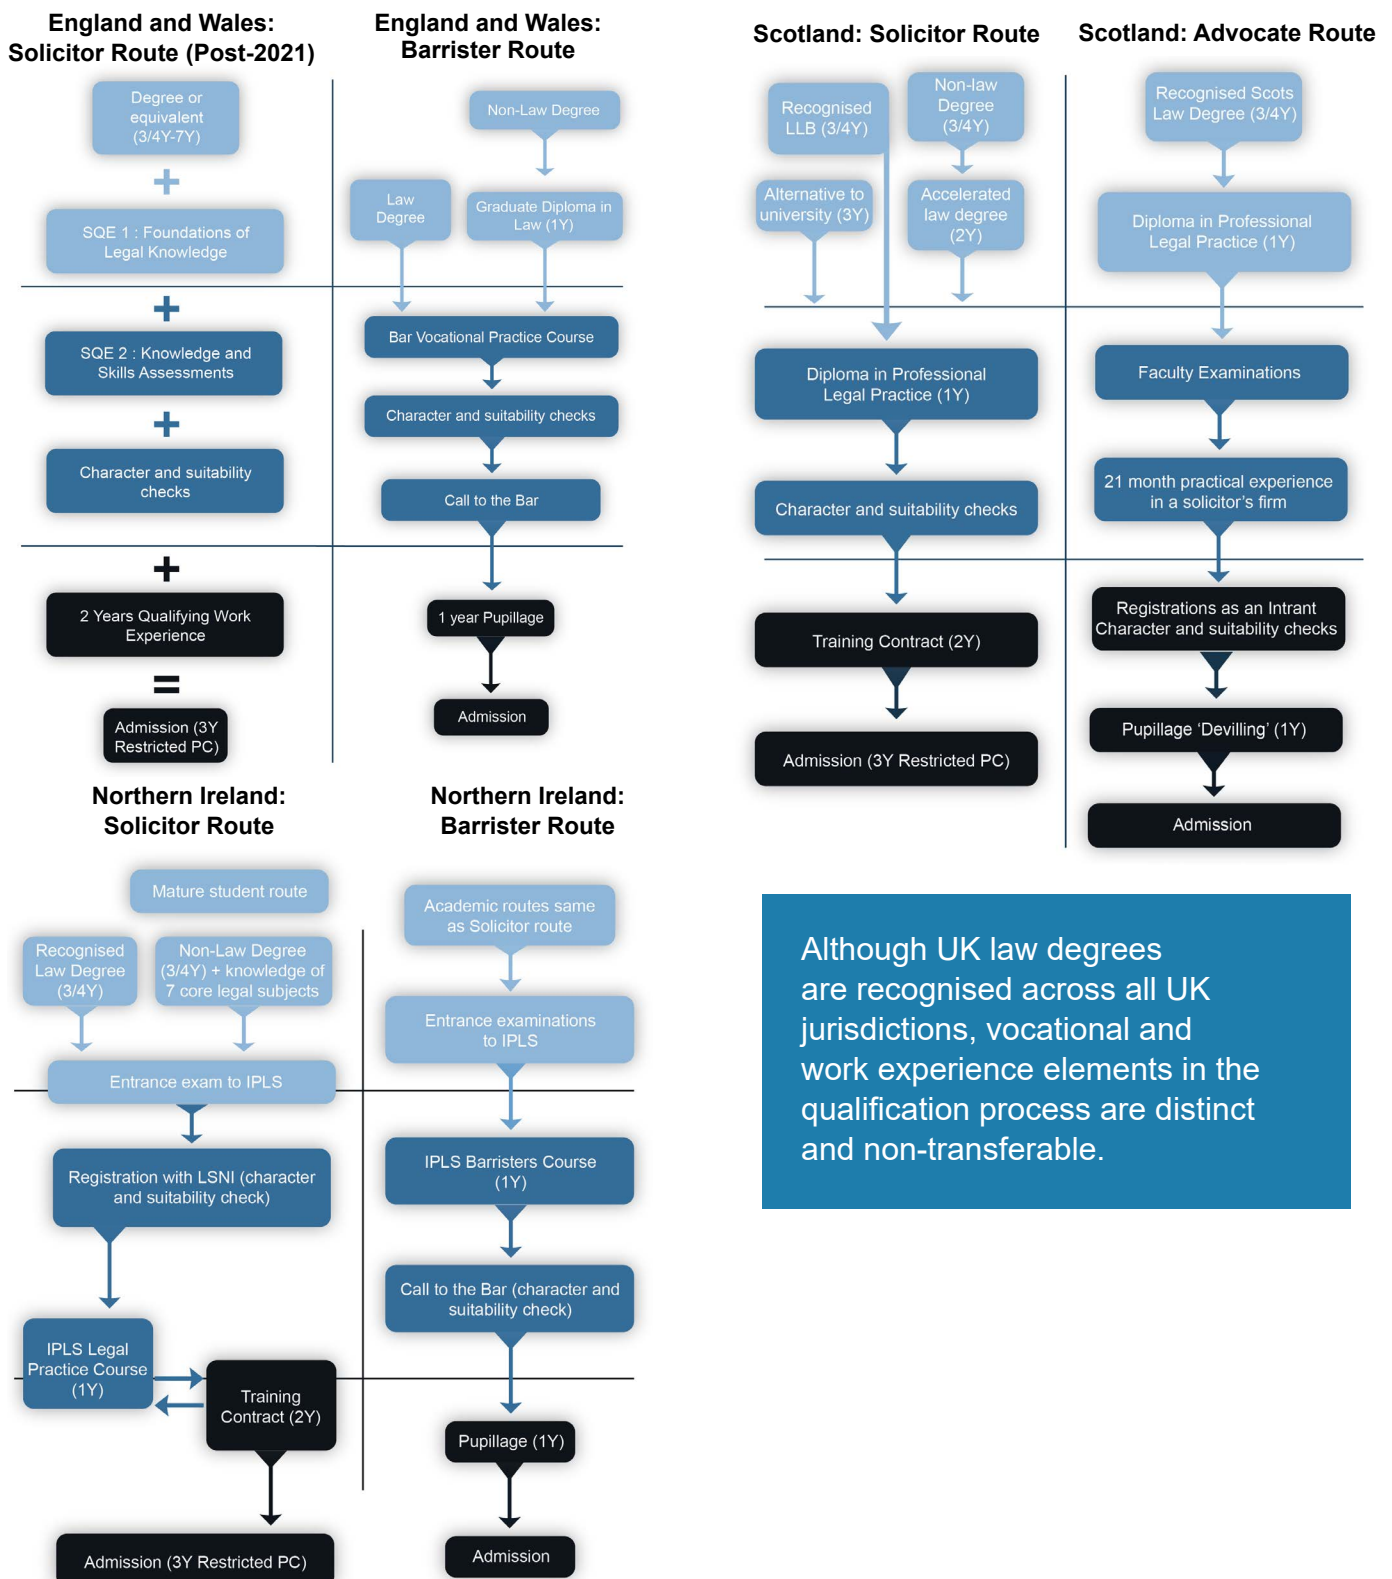 England and Wales:
Solicitor Route (Post-2021)
Degree or
equivalent
(3/4Y-7Y)
+
SQE 1 : Foundations of
Legal Knowledge
+
SQE 2 : Knowledge and
Skills Assessments
+
Character and suitability
checks
+
2 Years Qualifying Work
Experience
=
Admission (3Y
Restricted PC)
England and Wales:
Barrister Route
Non-Law Degree
Law
Degree
Graduate Diploma in
Law (1Y)
Bar Vocational Practice Course
Character and suitability checks
Call to the Bar
1 year Pupillage
Admission
Scotland: Solicitor Route
Recognised
LLB (3/4Y)
Non-law
Degree
(3/4Y)
Alternative to
university (3Y)
Accelerated
law degree
(2Y)
Diploma in Professional
Legal Practice (1Y)
Character and suitability checks
Training Contract (2Y)
Admission (3Y Restricted PC)
Scotland: Advocate Route
Recognised Scots
Law Degree (3/4Y)
Diploma in Professional
Legal Practice (1Y)
Faculty Examinations
21 month practical experience
in a solicitor's firm
Registrations as an Intrant
Character and suitability checks
Pupillage ‘Devilling’ (1Y)
Admission
Northern Ireland:
Solicitor Route
Mature student route
Recognised
Law Degree
(3/4Y)
Non-Law Degree
(3/4Y) + knowledge of
7 core legal subjects
Entrance exam to IPLS
Registration with LSNI (character
and suitability check)
IPLS Legal
Practice Course
(1Y)
Training
Contract (2Y)
Admission (3Y Restricted PC)
Northern Ireland:
Barrister Route
Academic routes same
as Solicitor route
Entrance examinations
to IPLS
IPLS Barristers Course
(1Y)
Call to the Bar (character and
suitability check)
Pupillage (1Y)
Admission
Although UK law degrees
are recognised across all UK
jurisdictions, vocational and
work experience elements in the
qualification process are distinct
and non-transferable.